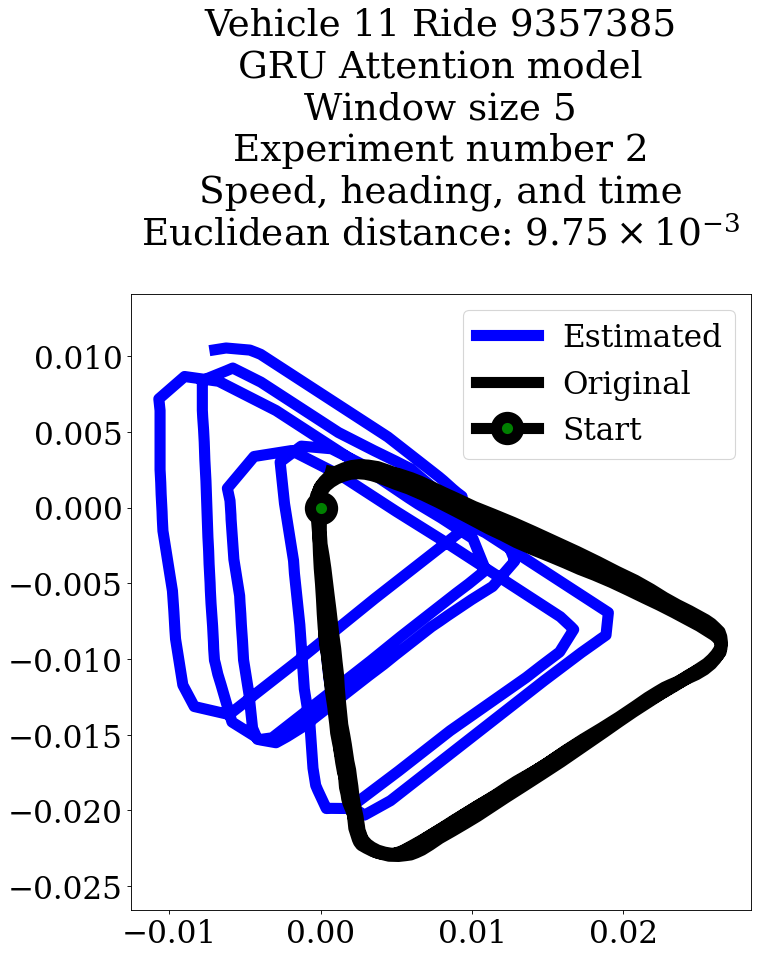 Vehicle 11 Ride 9357385
GRU Attention model
Window size 5
Experiment number 2
Speed, heading, and time
Euclidean distance: 9.75 × 10⁻³
Estimated
Original
Start
0.010
0.005
0.000
−0.005
−0.010
−0.015
−0.020
−0.025
−0.01 0.00 0.01 0.02